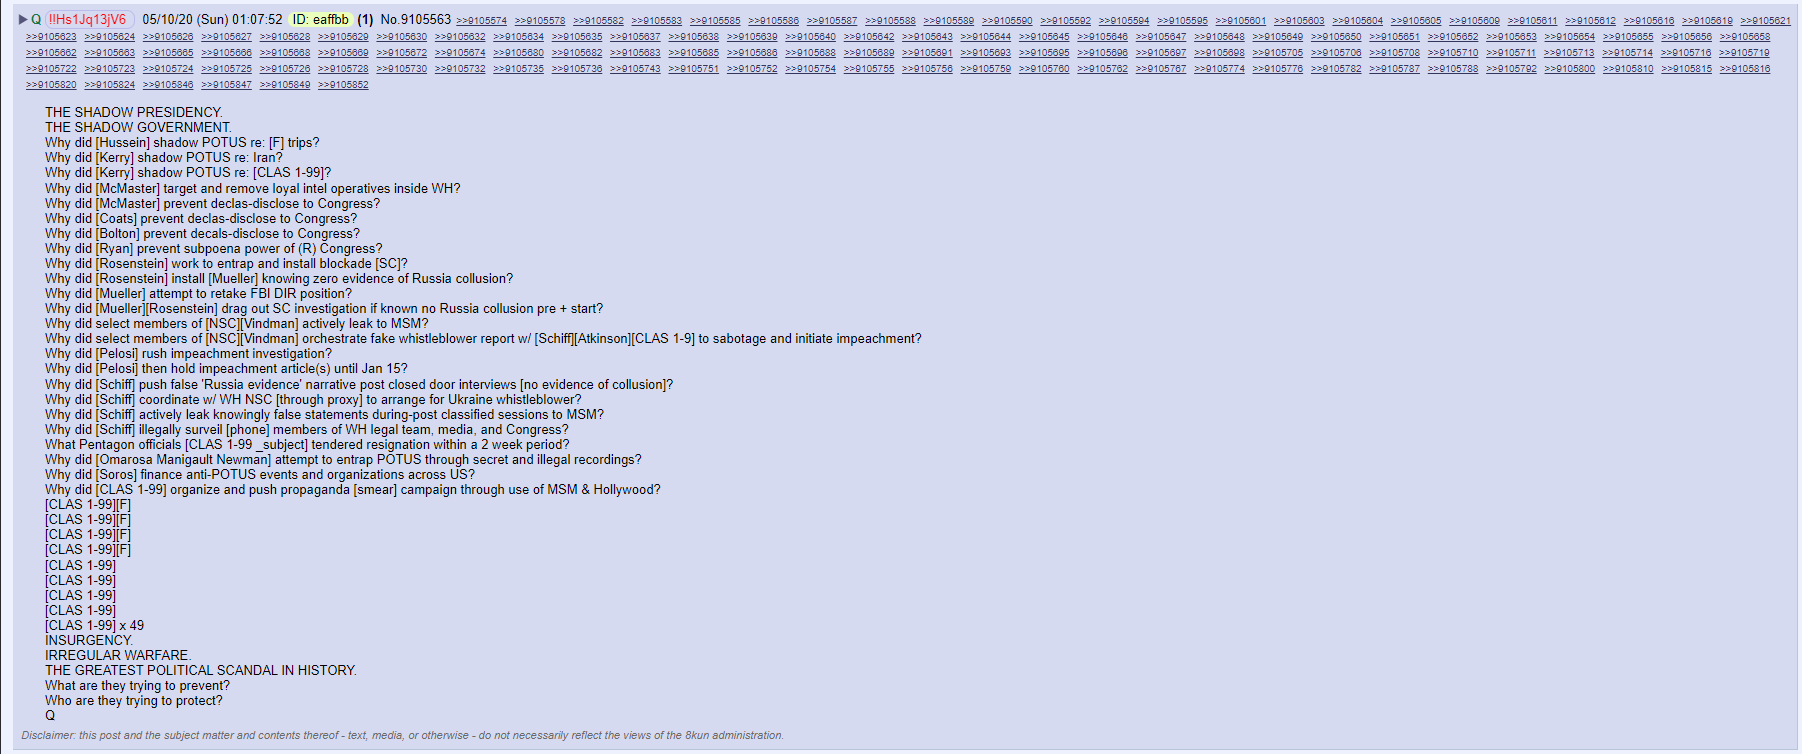 ▶ Q !!Hs1Jq13jV6 05/10/20 (Sun) 01:07:52 ID: eaffbb (1) No.9105563 >>9105574 >>9105578 >>9105582 >>9105583 >>9105585 >>9105586 >>9105587 >>9105588 >>9105589 >>9105590 >>9105592 >>9105594 >>9105595 >>9105601 >>9105603 >>9105604 >>9105605 >>9105609 >>9105611 >>9105612 >>9105616 >>9105619 >>9105621
>>9105623 >>9105624 >>9105626 >>9105627 >>9105628 >>9105629 >>9105630 >>9105632 >>9105634 >>9105635 >>9105637 >>9105638 >>9105639 >>9105640 >>9105642 >>9105643 >>9105644 >>9105645 >>9105646 >>9105647 >>9105648 >>9105649 >>9105650 >>9105651 >>9105652 >>9105653 >>9105654 >>9105655 >>9105656 >>9105658
>>9105662 >>9105663 >>9105665 >>9105666 >>9105668 >>9105669 >>9105672 >>9105674 >>9105680 >>9105682 >>9105683 >>9105685 >>9105686 >>9105688 >>9105689 >>9105691 >>9105693 >>9105695 >>9105696 >>9105697 >>9105698 >>9105705 >>9105706 >>9105708 >>9105710 >>9105711 >>9105713 >>9105714 >>9105716 >>9105719
>>9105722 >>9105723 >>9105724 >>9105725 >>9105726 >>9105728 >>9105730 >>9105732 >>9105735 >>9105736 >>9105743 >>9105751 >>9105752 >>9105754 >>9105755 >>9105756 >>9105759 >>9105760 >>9105762 >>9105767 >>9105774 >>9105776 >>9105782 >>9105787 >>9105788 >>9105792 >>9105800 >>9105810 >>9105815 >>9105816
>>9105820 >>9105824 >>9105846 >>9105847 >>9105849 >>9105852
THE SHADOW PRESIDENCY.
THE SHADOW GOVERNMENT.
Why did [Hussein] shadow POTUS re: [F] trips?
Why did [Kerry] shadow POTUS re: Iran?
Why did [Kerry] shadow POTUS re: [CLAS 1-99]?
Why did [McMaster] target and remove loyal intel operatives inside WH?
Why did [McMaster] prevent declas-disclose to Congress?
Why did [Coats] prevent declas-disclose to Congress?
Why did [Bolton] prevent decals-disclose to Congress?
Why did [Ryan] prevent subpoena power of (R) Congress?
Why did [Rosenstein] work to entrap and install blockade [SC]?
Why did [Rosenstein] install [Mueller] knowing zero evidence of Russia collusion?
Why did [Mueller] attempt to retake FBI DIR position?
Why did [Mueller][Rosenstein] drag out SC investigation if known no Russia collusion pre + start?
Why did select members of [NSC][Vindman] actively leak to MSM?
Why did select members of [NSC][Vindman] orchestrate fake whistleblower report w/ [Schiff][Atkinson][CLAS 1-9] to sabotage and initiate impeachment?
Why did [Pelosi] rush impeachment investigation?
Why did [Pelosi] then hold impeachment article(s) until Jan 15?
Why did [Schiff] push false 'Russia evidence' narrative post closed door interviews [no evidence of collusion]?
Why did [Schiff] coordinate w/ WH NSC [through proxy] to arrange for Ukraine whistleblower?
Why did [Schiff] actively leak knowingly false statements during-post classified sessions to MSM?
Why did [Schiff] illegally surveil [phone] members of WH legal team, media, and Congress?
What Pentagon officials [CLAS 1-99 _subject] tendered resignation within a 2 week period?
Why did [Omarosa Manigault Newman] attempt to entrap POTUS through secret and illegal recordings?
Why did [Soros] finance anti-POTUS events and organizations across US?
Why did [CLAS 1-99] organize and push propaganda [smear] campaign through use of MSM & Hollywood?
[CLAS 1-99][F]
[CLAS 1-99][F]
[CLAS 1-99][F]
[CLAS 1-99][F]
[CLAS 1-99]
[CLAS 1-99]
[CLAS 1-99]
[CLAS 1-99]
[CLAS 1-99] x 49
INSURGENCY.
IRREGULAR WARFARE.
THE GREATEST POLITICAL SCANDAL IN HISTORY.
What are they trying to prevent?
Who are they trying to protect?
Q
Disclaimer: this post and the subject matter and contents thereof - text, media, or otherwise - do not necessarily reflect the views of the 8kun administration.